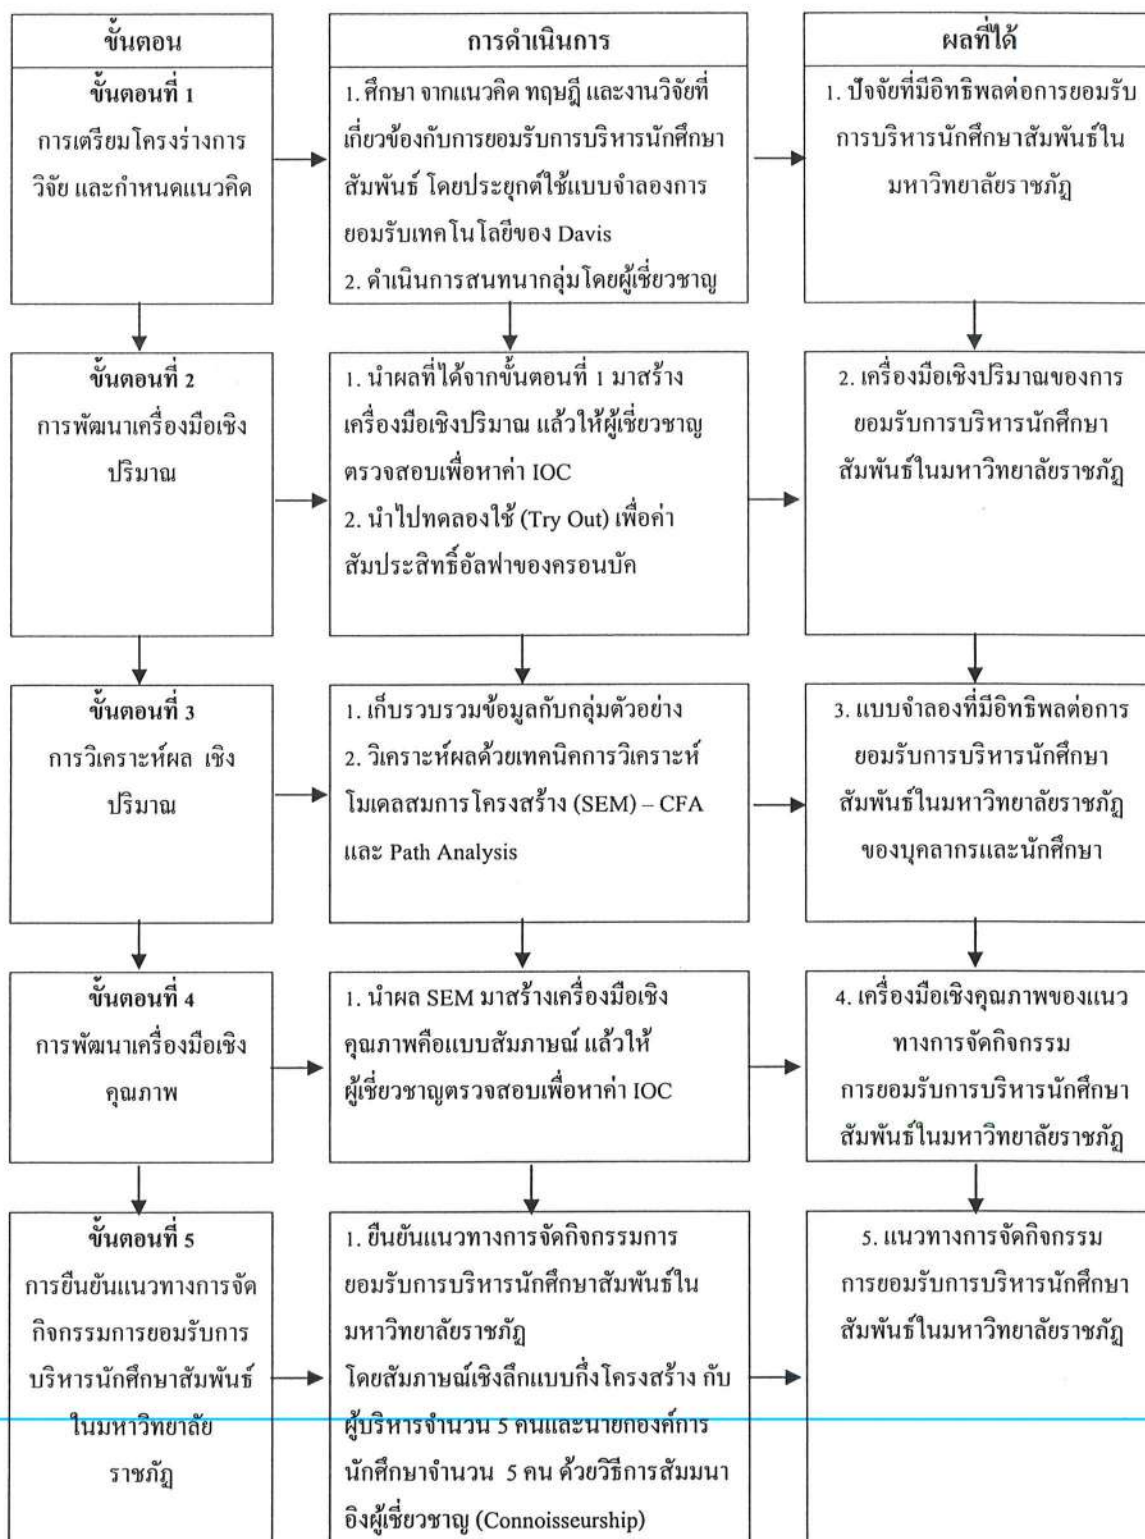 ขั้นตอน
การดำเนินการ
ผลที่ได้
ขั้นตอนที่ 1
การเตรียมโครงร่างการ
วิจัย และกำหนดแนวคิด
1. ศึกษา จากแนวคิด ทฤษฎี และงานวิจัยที่
เกี่ยวข้องกับการยอมรับการบริหารนักศึกษา
สัมพันธ์ โดยประยุกต์ใช้แบบจำลองการ
ยอมรับเทคโนโลยีของ Davis
2. ดำเนินการสนทนากลุ่มโดยผู้เชี่ยวชาญ
1. ปัจจัยที่มีอิทธิพลต่อการยอมรับ
การบริหารนักศึกษาสัมพันธ์ใน
มหาวิทยาลัยราชภัฏ
ขั้นตอนที่ 2
การพัฒนาเครื่องมือเชิง
ปริมาณ
1. นำผลที่ได้จากขั้นตอนที่ 1 มาสร้าง
เครื่องมือเชิงปริมาณ แล้วให้ผู้เชี่ยวชาญ
ตรวจสอบเพื่อหาค่า IOC
2. นำไปทดลองใช้ (Try Out) เพื่อค่า
สัมประสิทธิ์อัลฟาของครอนบัค
2. เครื่องมือเชิงปริมาณของการ
ยอมรับการบริหารนักศึกษา
สัมพันธ์ในมหาวิทยาลัยราชภัฏ
ขั้นตอนที่ 3
การวิเคราะห์ผล เชิง
ปริมาณ
1. เก็บรวบรวมข้อมูลกับกลุ่มตัวอย่าง
2. วิเคราะห์ผลด้วยเทคนิคการวิเคราะห์
โมเดลสมการโครงสร้าง (SEM) – CFA
และ Path Analysis
3. แบบจำลองที่มีอิทธิพลต่อการ
ยอมรับการบริหารนักศึกษา
สัมพันธ์ในมหาวิทยาลัยราชภัฏ
ของบุคลากรและนักศึกษา
ขั้นตอนที่ 4
การพัฒนาเครื่องมือเชิง
คุณภาพ
1. นำผล SEM มาสร้างเครื่องมือเชิง
คุณภาพคือแบบสัมภาษณ์ แล้วให้
ผู้เชี่ยวชาญตรวจสอบเพื่อหาค่า IOC
4. เครื่องมือเชิงคุณภาพของแนว
ทางการจัดกิจกรรม
การยอมรับการบริหารนักศึกษา
สัมพันธ์ในมหาวิทยาลัยราชภัฏ
ขั้นตอนที่ 5
การยืนยันแนวทางการจัด
กิจกรรมการยอมรับการ
บริหารนักศึกษาสัมพันธ์
ในมหาวิทยาลัย
ราชภัฏ
1. ยืนยันแนวทางการจัดกิจกรรมการ
ยอมรับการบริหารนักศึกษาสัมพันธ์ใน
มหาวิทยาลัยราชภัฏ
โดยสัมภาษณ์เชิงลึกแบบกึ่งโครงสร้าง กับ
ผู้บริหารจำนวน 5 คนและนายกองค์การ
นักศึกษาจำนวน 5 คน ด้วยวิธีการสัมมนา
อิงผู้เชี่ยวชาญ (Connoisseurship)
5. แนวทางการจัดกิจกรรม
การยอมรับการบริหารนักศึกษา
สัมพันธ์ในมหาวิทยาลัยราชภัฏ